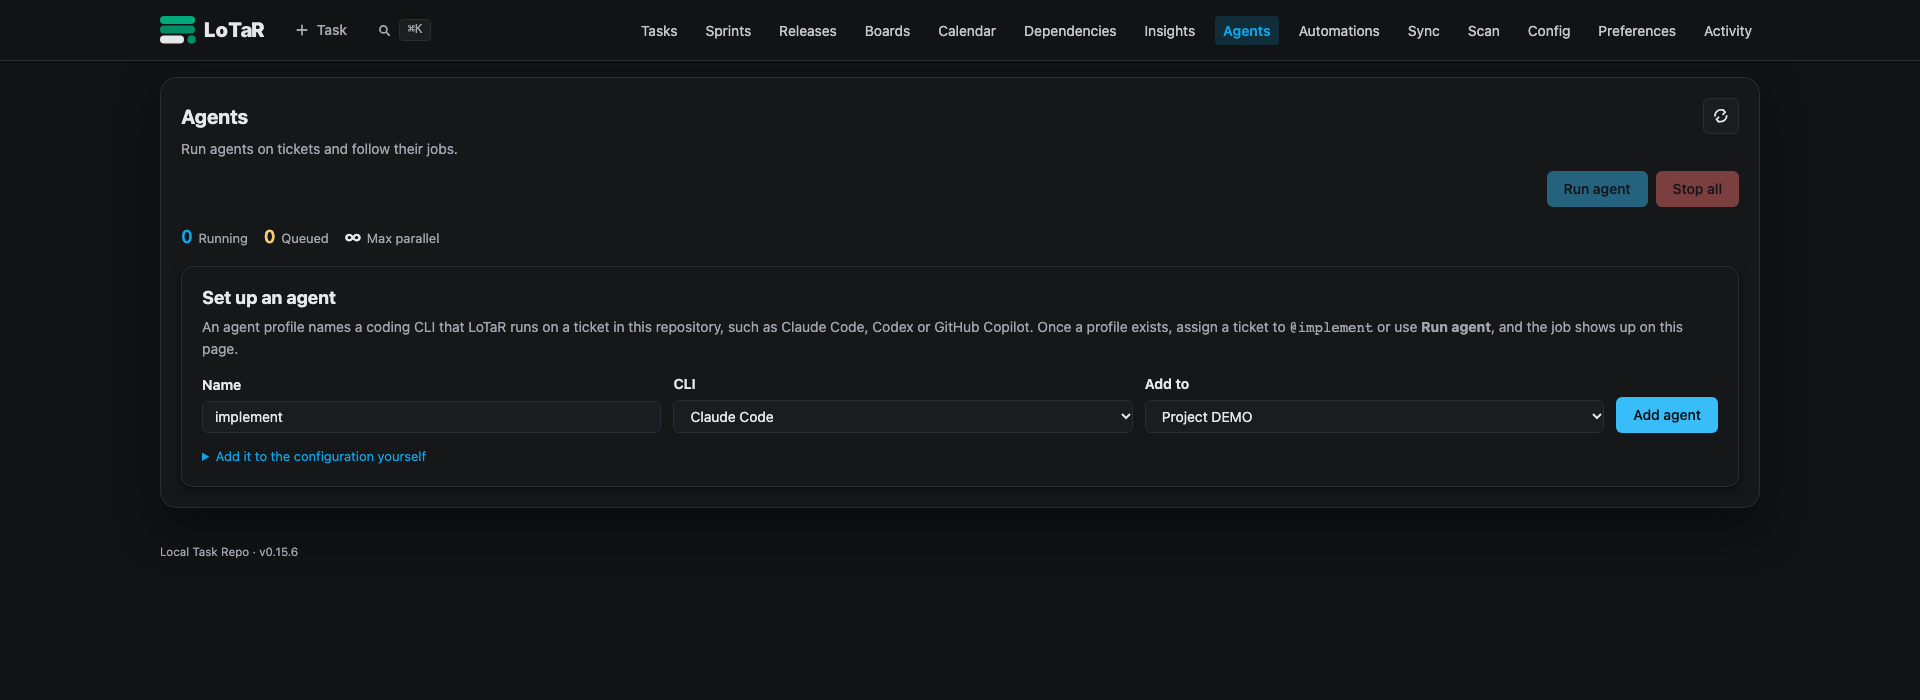 LoTaR
+ Task
⌘K
Tasks Sprints Releases Boards Calendar Dependencies Insights Agents Automations Sync Scan Config Preferences Activity
Agents
Run agents on tickets and follow their jobs.
Run agent Stop all
0 Running 0 Queued ∞ Max parallel
Set up an agent
An agent profile names a coding CLI that LoTaR runs on a ticket in this repository, such as Claude Code, Codex or GitHub Copilot. Once a profile exists, assign a ticket to @implement or use Run agent, and the job shows up on this
page.
Name CLI Add to
implement Claude Code Project DEMO Add agent
Add it to the configuration yourself
Local Task Repo · v0.15.6